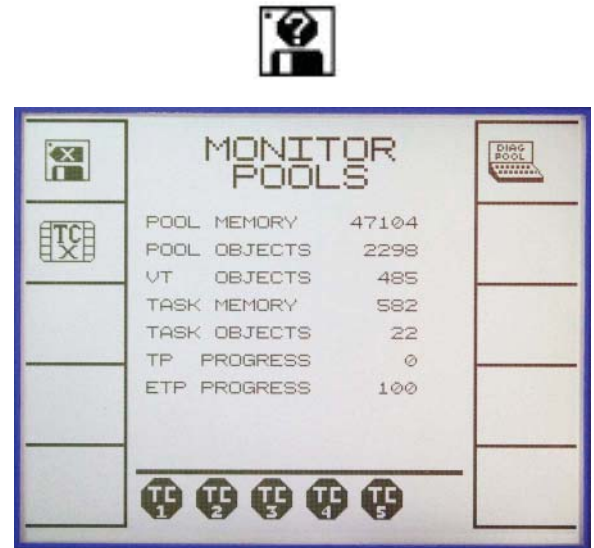 ?
X
MONITOR
POOLS
DIAG
POOL
TC
X
POOL MEMORY 47104
POOL OBJECTS 2298
VT OBJECTS 485
TASK MEMORY 582
TASK OBJECTS 22
TP PROGRESS 0
ETP PROGRESS 100
TC
1
TC
2
TC
3
TC
4
TC
5